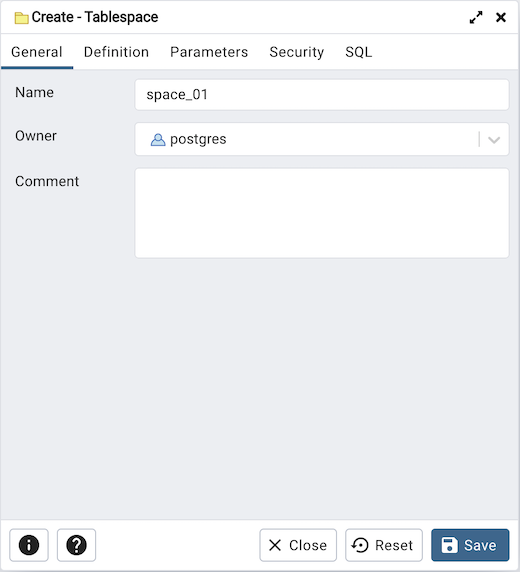 Create - Tablespace
General Definition Parameters Security SQL
Name space_01
Owner postgres
Comment
Close Reset Save